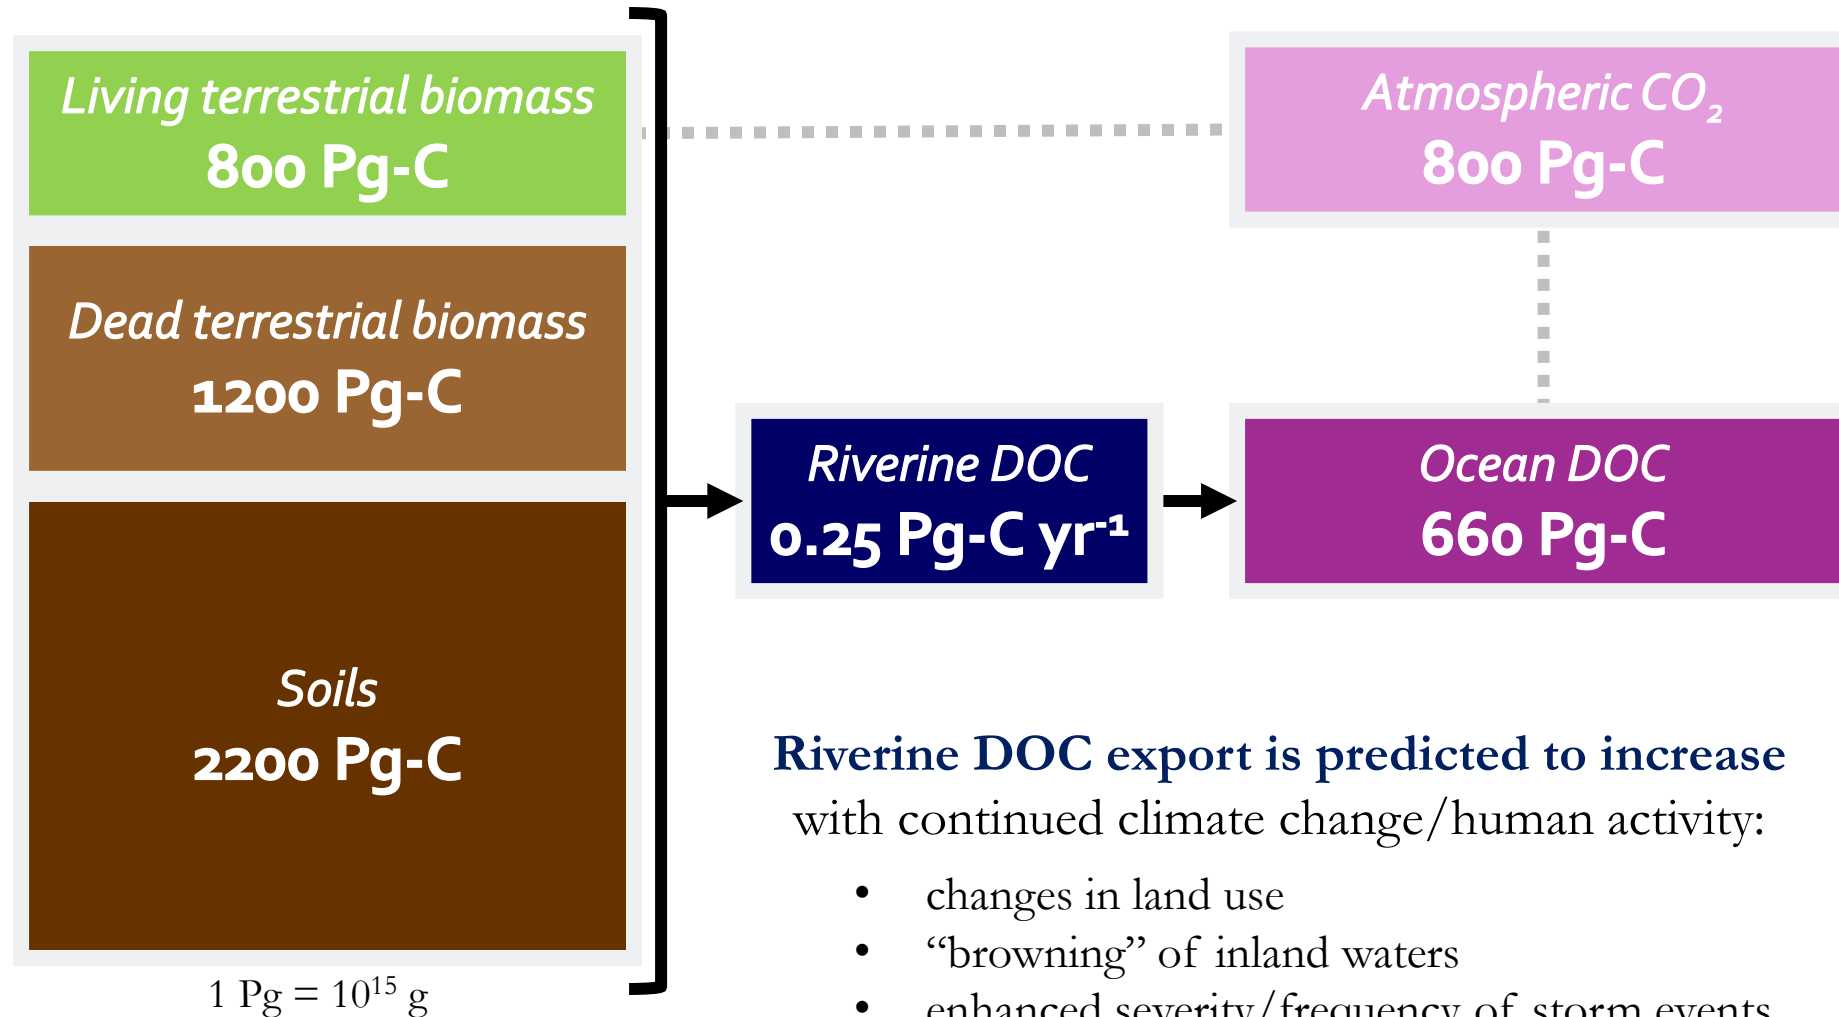 Living terrestrial biomass
800 Pg-C
Dead terrestrial biomass
1200 Pg-C
Soils
2200 Pg-C
1 Pg = 10¹⁵ g
Atmospheric CO₂
800 Pg-C
Riverine DOC
0.25 Pg-C yr⁻¹
Ocean DOC
660 Pg-C
Riverine DOC export is predicted to increase
with continued climate change/human activity:
• changes in land use
• “browning” of inland waters
• enhanced severity/frequency of storm events